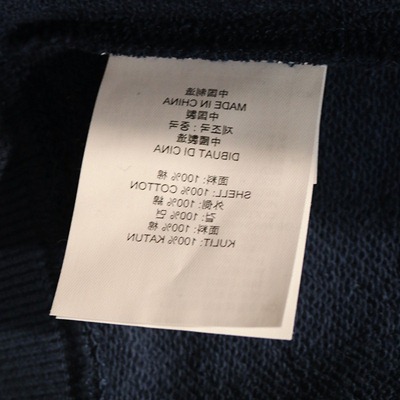 中国制造
MADE IN CHINA
中國製
제조국 : 중국
中國製造
DIBUAT DI CINA
面料: 100% 棉
SHELL: 100% COTTON
外側: 100% 棉
겉: 100% 면
面料: 100% 棉
KULIT: 100% KATUN